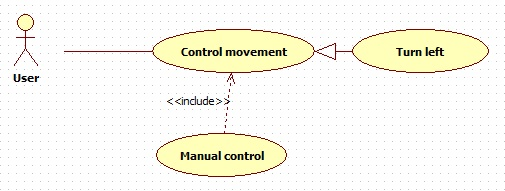 Control movement
Turn left
User
<<include>>
Manual control